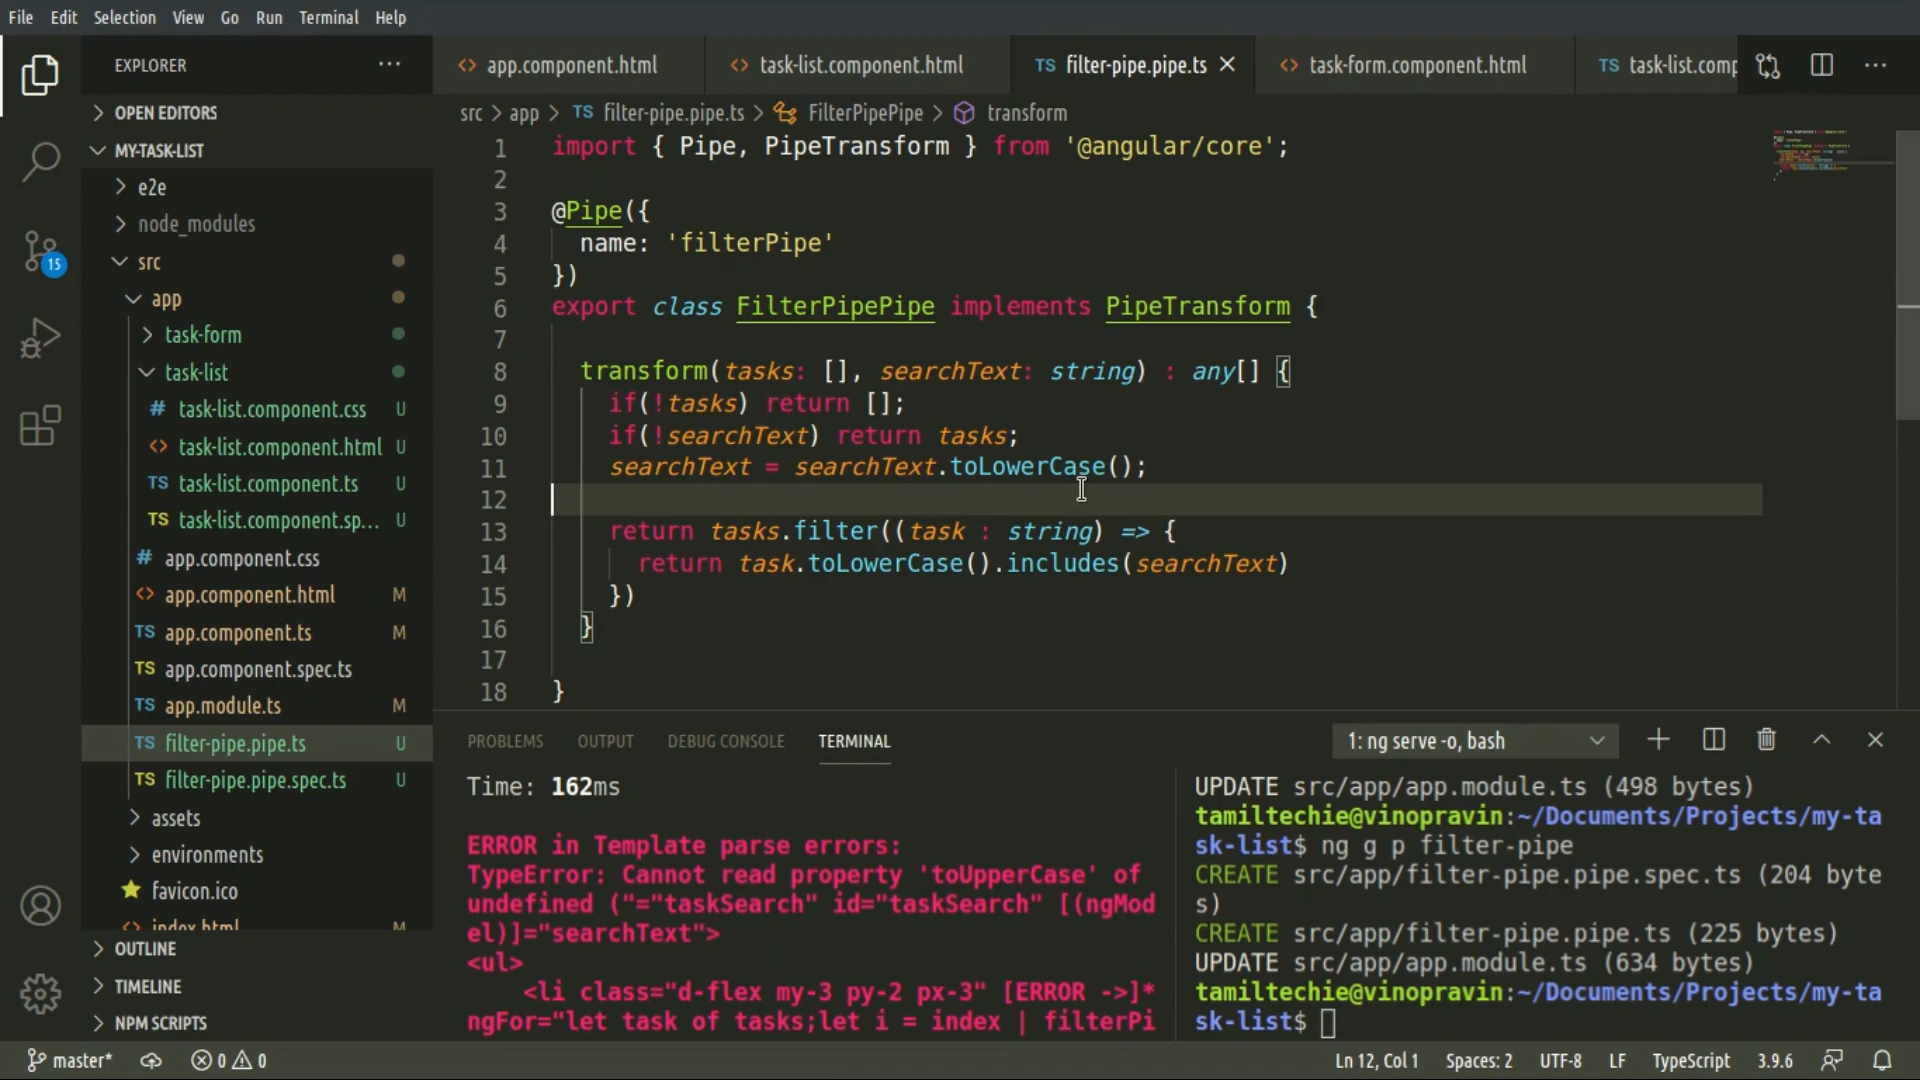 File Edit Selection View Go Run Terminal Help
EXPLORER
OPEN EDITORS
MY-TASK-LIST
e2e
node_modules
src
app
task-form
task-list
# task-list.component.css U
<> task-list.component.html U
TS task-list.component.ts U
TS task-list.component.sp... U
# app.component.css
<> app.component.html M
TS app.component.ts M
TS app.component.spec.ts
TS app.module.ts M
TS filter-pipe.pipe.ts U
TS filter-pipe.pipe.spec.ts U
assets
environments
favicon.ico
<> index.html M
OUTLINE
TIMELINE
NPM SCRIPTS
15
<> app.component.html <> task-list.component.html TS filter-pipe.pipe.ts <> task-form.component.html TS task-list.comp
src > app > TS filter-pipe.pipe.ts > FilterPipePipe > transform
1 import { Pipe, PipeTransform } from '@angular/core';
2
3 @Pipe({
4 name: 'filterPipe'
5 })
6 export class FilterPipePipe implements PipeTransform {
7
8 transform(tasks: [], searchText: string) : any[] {
9 if(!tasks) return [];
10 if(!searchText) return tasks;
11 searchText = searchText.toLowerCase();
12
13 return tasks.filter((task : string) => {
14 return task.toLowerCase().includes(searchText)
15 })
16 }
17
18 }
PROBLEMS OUTPUT DEBUG CONSOLE TERMINAL 1: ng serve -o, bash
Time: 162ms
ERROR in Template parse errors:
TypeError: Cannot read property 'toUpperCase' of
undefined ("="taskSearch" id="taskSearch" [(ngMod
el)]="searchText">
<ul>
<li class="d-flex my-3 py-2 px-3" [ERROR ->]*
ngFor="let task of tasks;let i = index | filterPi
UPDATE src/app/app.module.ts (498 bytes)
tamiltechie@vinopravin:~/Documents/Projects/my-ta
sk-list$ ng g p filter-pipe
CREATE src/app/filter-pipe.pipe.spec.ts (204 byte
s)
CREATE src/app/filter-pipe.pipe.ts (225 bytes)
UPDATE src/app/app.module.ts (634 bytes)
tamiltechie@vinopravin:~/Documents/Projects/my-ta
sk-list$
master* 0 0 Ln 12, Col 1 Spaces: 2 UTF-8 LF TypeScript 3.9.6